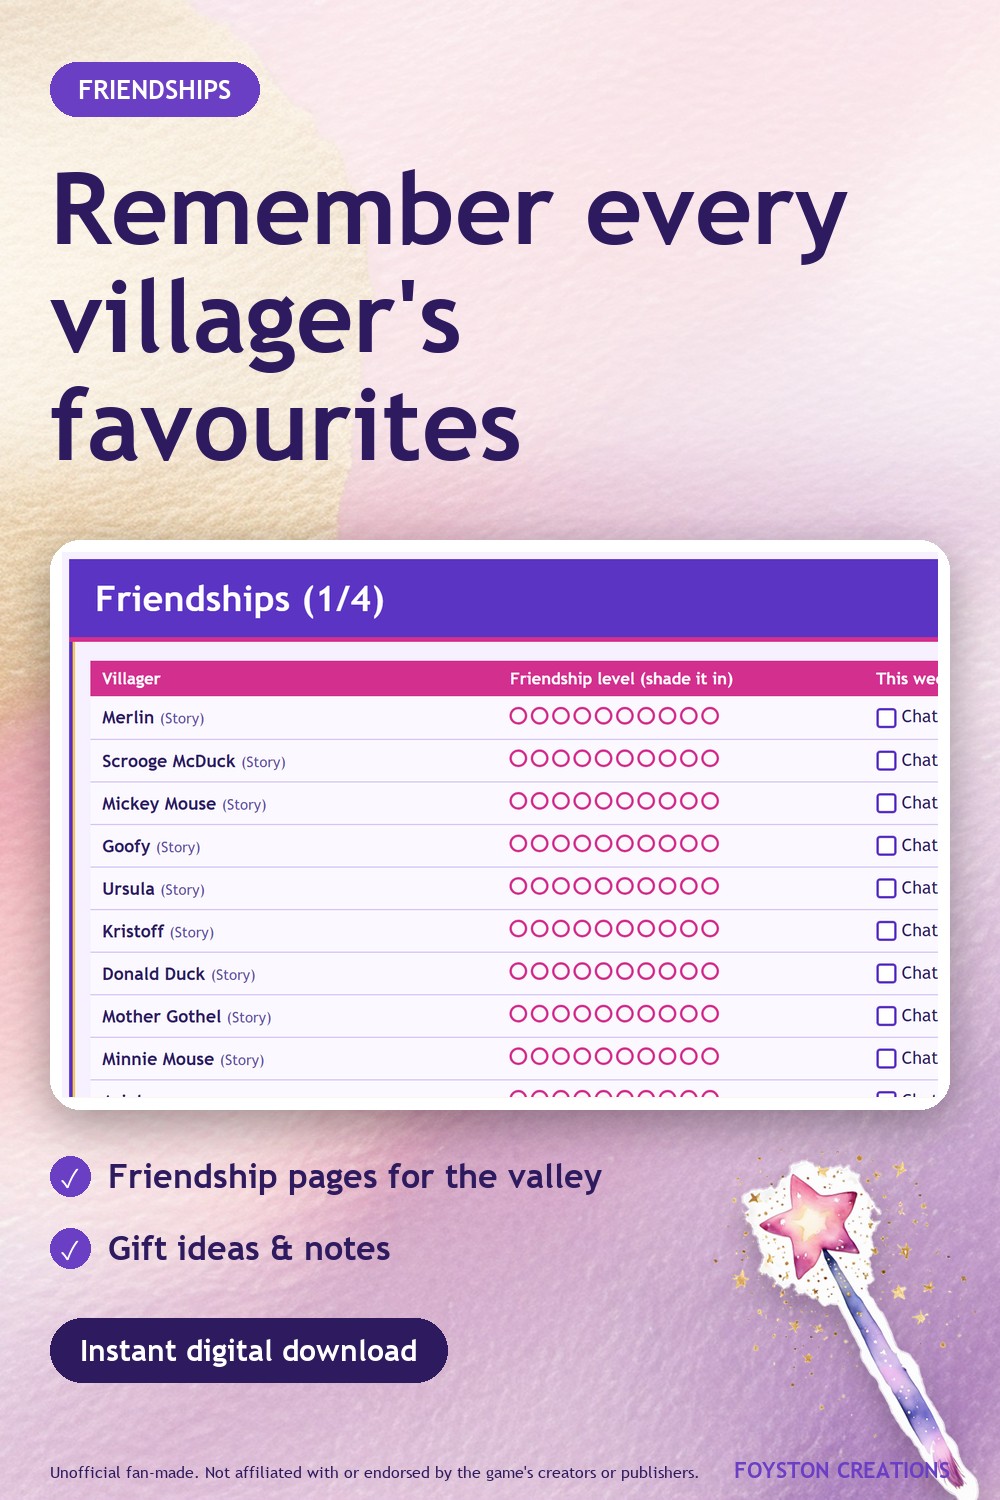 FRIENDSHIPS
Remember every
villager's
favourites
Friendships (1/4)
Villager Friendship level (shade it in) This
Merlin (Story) Chat
Scrooge McDuck (Story) Chat
Mickey Mouse (Story) Chat
Goofy (Story) Chat
Ursula (Story) Chat
Kristoff (Story) Chat
Donald Duck (Story) Chat
Mother Gothel (Story) Chat
Minnie Mouse (Story) Chat
Friendship pages for the valley
Gift ideas & notes
Instant digital download
Unofficial fan-made. Not affiliated with or endorsed by the game's creators or publishers.
FOYSTON CREATIONS